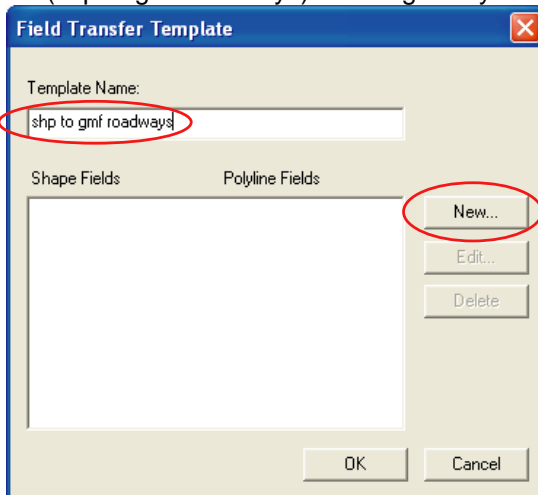 Field Transfer Template
Template Name:
shp to gmf roadways
Shape Fields Polyline Fields
New...
Edit...
Delete
OK Cancel